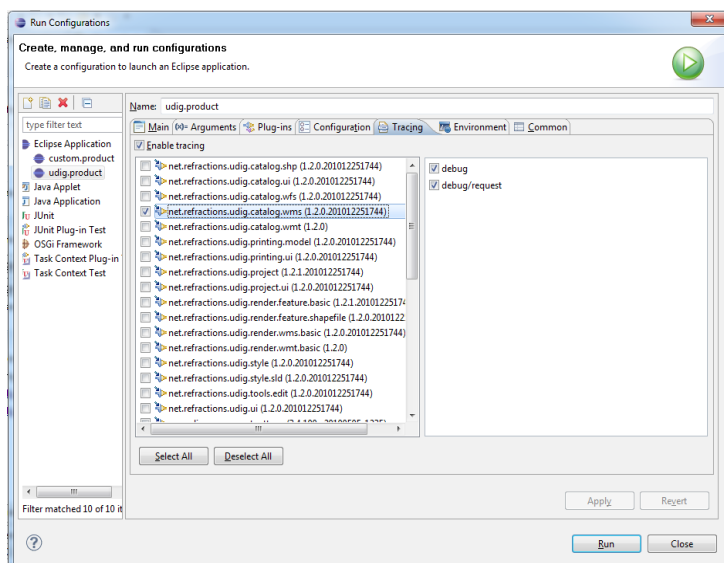 Run Configurations
Create, manage, and run configurations
Create a configuration to launch an Eclipse application.
type filter text
Eclipse Application
custom.product
udig.product
Java Applet
Java Application
JUnit
JUnit Plug-in Test
OSGi Framework
Task Context Plug-in
Task Context Test
Filter matched 10 of 10 it
Name: udig.product
Main Arguments Plug-ins Configuration Tracing Environment Common
Enable tracing
net.refractions.udig.catalog.shp (1.2.0.201012251744)
net.refractions.udig.catalog.ui (1.2.0.201012251744)
net.refractions.udig.catalog.wfs (1.2.0.201012251744)
net.refractions.udig.catalog.wms (1.2.0.201012251744)
net.refractions.udig.catalog.wmt (1.2.0)
net.refractions.udig.printing.model (1.2.0.201012251744)
net.refractions.udig.printing.ui (1.2.0.201012251744)
net.refractions.udig.project (1.2.1.201012251744)
net.refractions.udig.project.ui (1.2.0.201012251744)
net.refractions.udig.render.feature.basic (1.2.1.20101225174
net.refractions.udig.render.feature.shapefile (1.2.0.2010122
net.refractions.udig.render.wms.basic (1.2.0.201012251744)
net.refractions.udig.render.wmt.basic (1.2.0)
net.refractions.udig.style (1.2.0.201012251744)
net.refractions.udig.style.sld (1.2.0.201012251744)
net.refractions.udig.tools.edit (1.2.0.201012251744)
net.refractions.udig.ui (1.2.0.201012251744)
debug
debug/request
Select All Deselect All
Apply Revert
Run Close